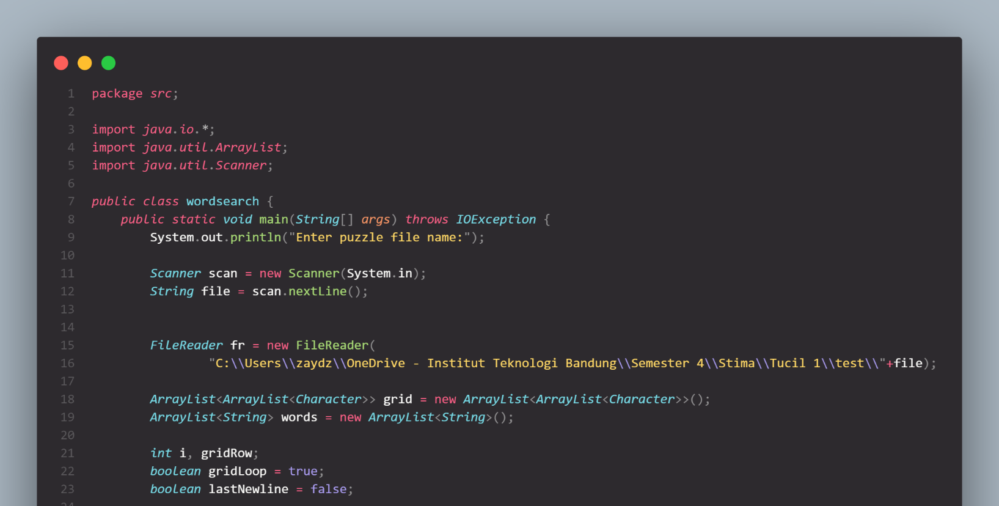 1 package src;
2
3 import java.io.*;
4 import java.util.ArrayList;
5 import java.util.Scanner;
6
7 public class wordsearch {
8     public static void main(String[] args) throws IOException {
9         System.out.println("Enter puzzle file name:");
10
11         Scanner scan = new Scanner(System.in);
12         String file = scan.nextLine();
13
14
15         FileReader fr = new FileReader(
16                 "C:\\Users\\zaydz\\OneDrive - Institut Teknologi Bandung\\Semester 4\\Stima\\Tucil 1\\test\\"+file);
17
18         ArrayList<ArrayList<Character>> grid = new ArrayList<ArrayList<Character>>();
19         ArrayList<String> words = new ArrayList<String>();
20
21         int i, gridRow;
22         boolean gridLoop = true;
23         boolean lastNewline = false;
24